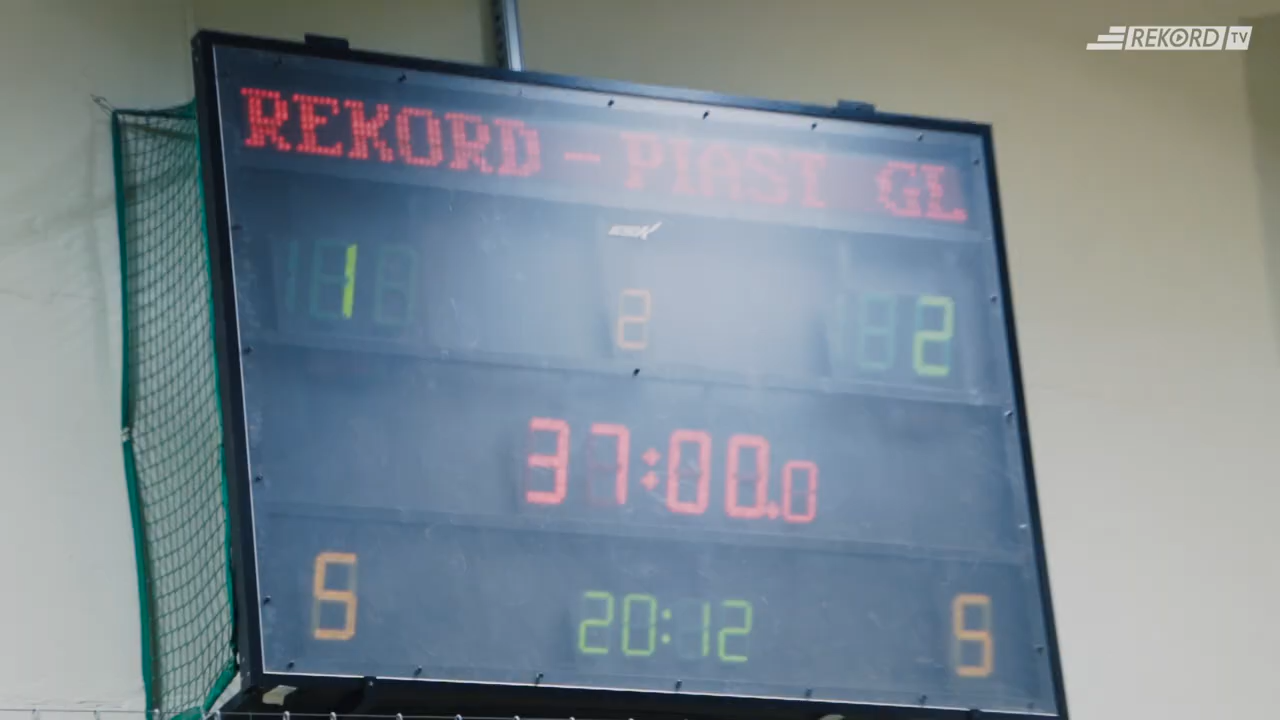 REKORD TV
REKORD - PIAST GL
1 2 2
37:00.0
5 20:12 5